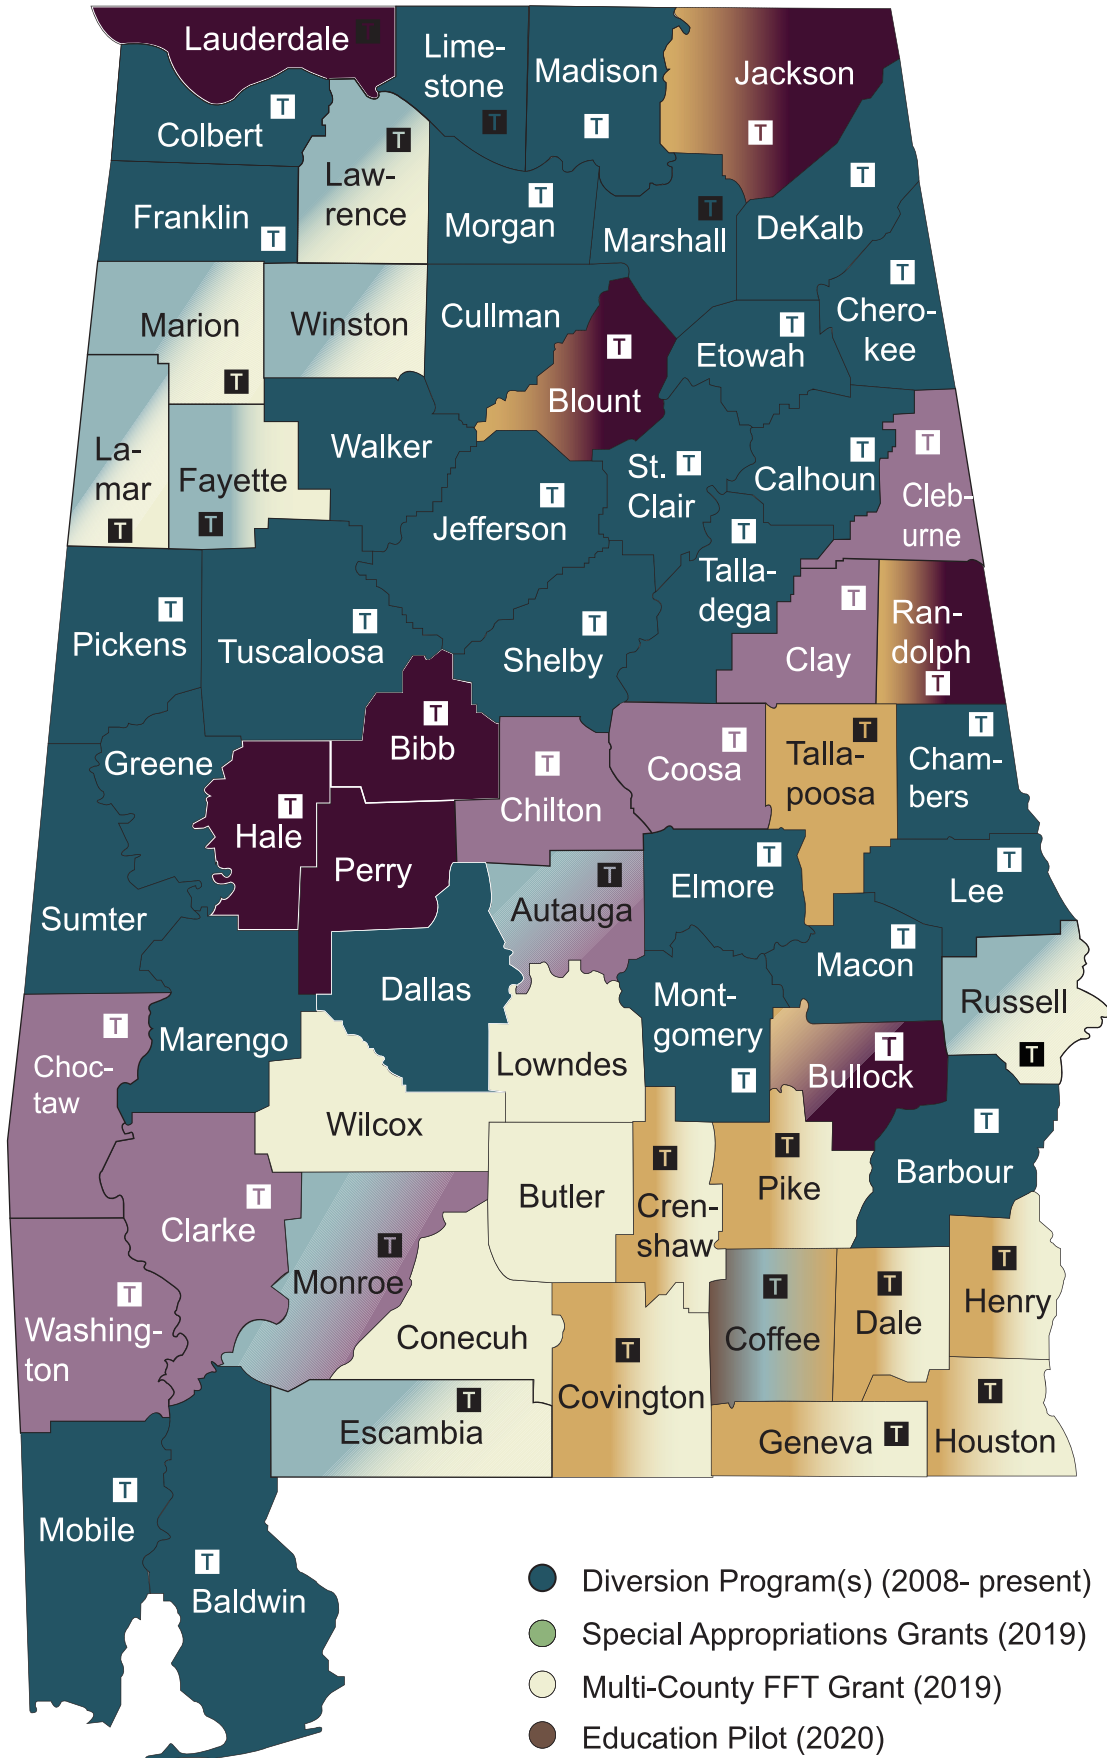 Lauderdale T
Lime-
stone
T
Madison
T
Jackson
T
Colbert T
Law-
rence
T
Franklin
T
Morgan
T
Marshall
T
DeKalb
T
Chero-
kee
T
Marion
T
Winston
Cullman
Etowah
T
Blount
T
La-
mar
T
Fayette
T
Walker
Jefferson
T
St.
Clair
T
Calhoun
T
Cleb-
urne
T
Talla-
dega
T
Pickens
T
Tuscaloosa
T
Shelby
T
Clay
T
Ran-
dolph
T
Greene
Bibb
T
Hale
T
Perry
Chilton
T
Coosa
T
Talla-
poosa
T
Cham-
bers
T
Sumter
Autauga
T
Elmore
T
Lee
T
Dallas
Macon
T
Russell
T
Marengo
Mont-
gomery
T
Bullock
T
Choc-
taw
T
Lowndes
Wilcox
Barbour
T
Clarke
T
Butler
Cren-
shaw
T
Pike
T
Monroe
T
Washing-
ton
T
Conecuh
Coffee
T
Dale
T
Henry
T
Covington
T
Escambia
T
Geneva T
Houston
T
Mobile
T
Baldwin
T
Diversion Program(s) (2008- present)
Special Appropriations Grants (2019)
Multi-County FFT Grant (2019)
Education Pilot (2020)